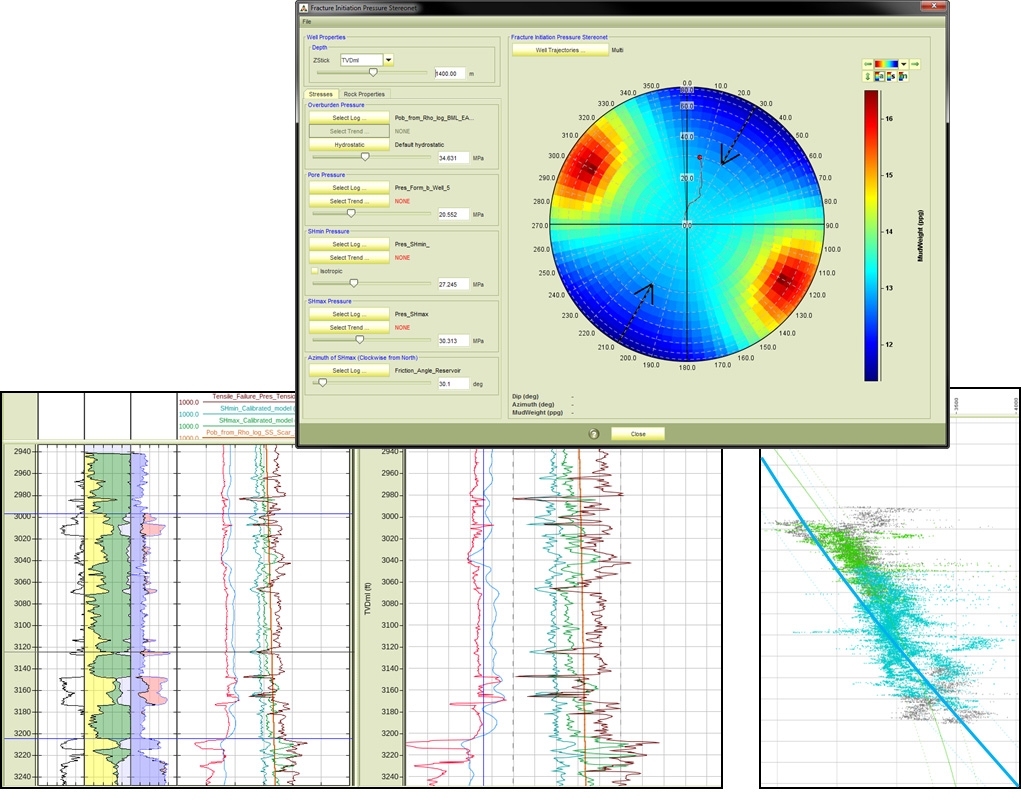 Fracture Initiation Pressure Stereonet
File
Well Properties
Depth
ZStick TVDml
1400.00 m
Stresses Rock Properties
Overburden Pressure
Select Log ... Pob_from_Rho_log_BML_EA...
Select Trend ... NONE
Hydrostatic Default hydrostatic
34.631 MPa
Pore Pressure
Select Log ... Pres_Form_b_Well_5
Select Trend ... NONE
20.552 MPa
SHmin Pressure
Select Log ... Pres_SHmin_
Select Trend ... NONE
Isotropic
27.245 MPa
SHmax Pressure
Select Log ... Pres_SHmax
Select Trend ... NONE
30.313 MPa
Azimuth of SHmax (Clockwise from North)
Select Log ... Friction_Angle_Reservoir
30.1 deg
Fracture Initiation Pressure Stereonet
Well Trajectories ... Multi
0.0
10.0
20.0
30.0
40.0
50.0
60.0
70.0
80.0
90.0
100.0
110.0
120.0
130.0
140.0
150.0
160.0
170.0
180.0
190.0
200.0
210.0
220.0
230.0
240.0
250.0
260.0
270.0
280.0
290.0
300.0
310.0
320.0
330.0
340.0
350.0
80.0
60.0
40.0
20.0
0.0
16
15
14
13
12
MudWeight (ppg)
Dip (deg) -
Azimuth (deg) -
MudWeight (ppg) -
Close
Tensile_Failure_Pres_Tensio
1000.0
SHmin_Calibrated_model (
1000.0
SHmax_Calibrated_model
1000.0
Pob_from_Rho_log_SS_Scar_
1000.0
2940
2960
2980
3000
3020
3040
3060
3080
3100
3120
3140
3160
3180
3200
3220
3240
TVDml (ft)
2940
2960
2980
3000
3020
3040
3060
3080
3100
3120
3140
3160
3180
3200
3220
3240
3500